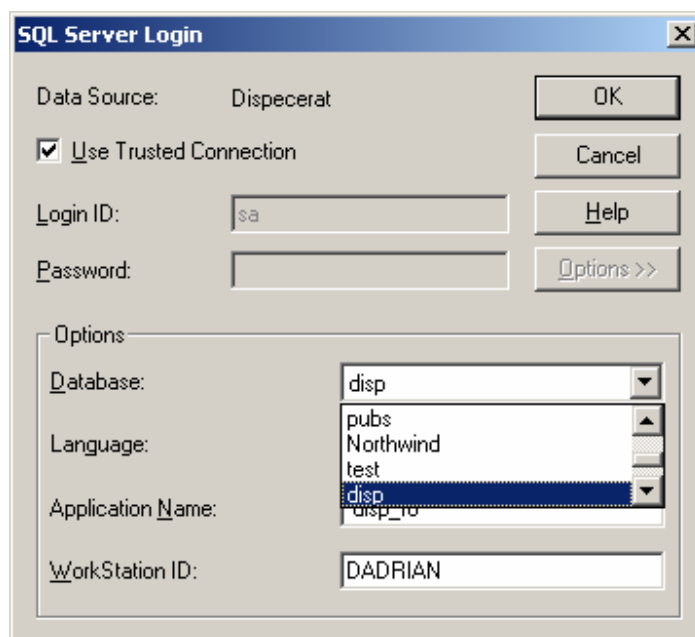 SQL Server Login
Data Source: Dispecerat OK
Use Trusted Connection Cancel
Login ID: sa Help
Password: Options >>
Options
Database: disp
pubs
Language: Northwind
test
disp
Application Name:
WorkStation ID: DADRIAN